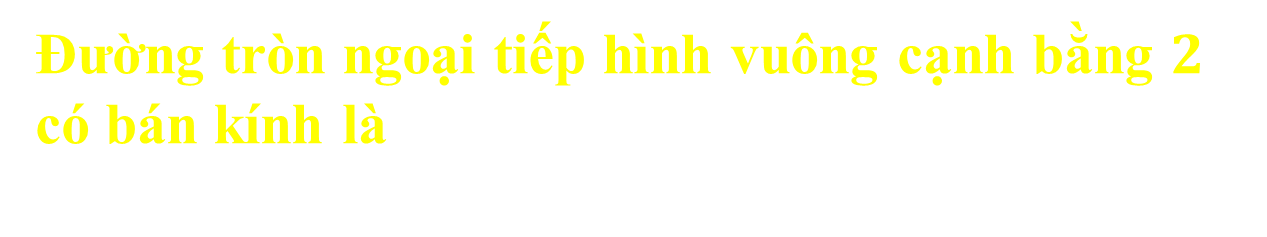 Đường tròn ngoại tiếp hình vuông cạnh bằng 2
có bán kính là